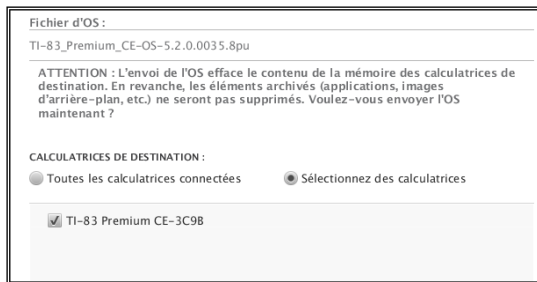 Fichier d'OS :
TI-83_Premium_CE-OS-5.2.0.0035.8pu
ATTENTION : L'envoi de l'OS efface le contenu de la mémoire des calculatrices de
destination. En revanche, les éléments archivés (applications, images
d'arrière-plan, etc.) ne seront pas supprimés. Voulez-vous envoyer l'OS
maintenant ?
CALCULATRICES DE DESTINATION :
Toutes les calculatrices connectées Sélectionnez des calculatrices
TI-83 Premium CE-3C9B